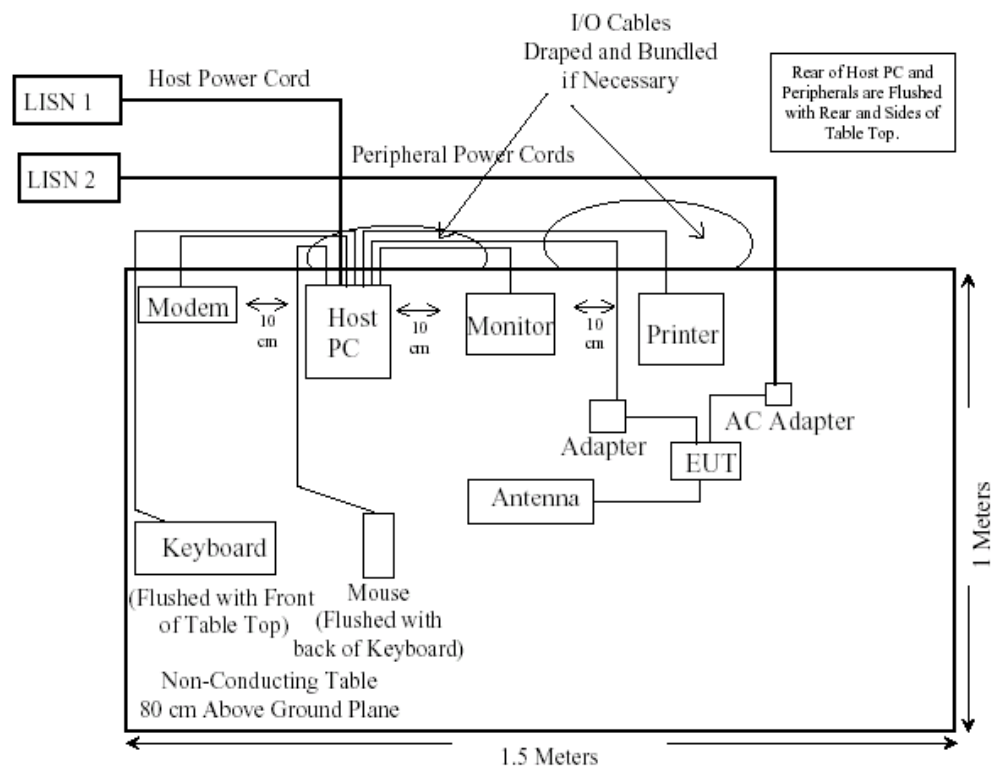 I/O Cables
Draped and Bundled
if Necessary
Host Power Cord
LISN 1
Rear of Host PC and
Peripherals are Flushed
with Rear and Sides of
Table Top.
Peripheral Power Cords
LISN 2
Modem
10
cm
Host
PC
10
cm
Monitor
10
cm
Printer
AC Adapter
Adapter
EUT
Antenna
1 Meters
Keyboard
(Flushed with Front
of Table Top)
Mouse
(Flushed with
back of Keyboard)
Non-Conducting Table
80 cm Above Ground Plane
1.5 Meters